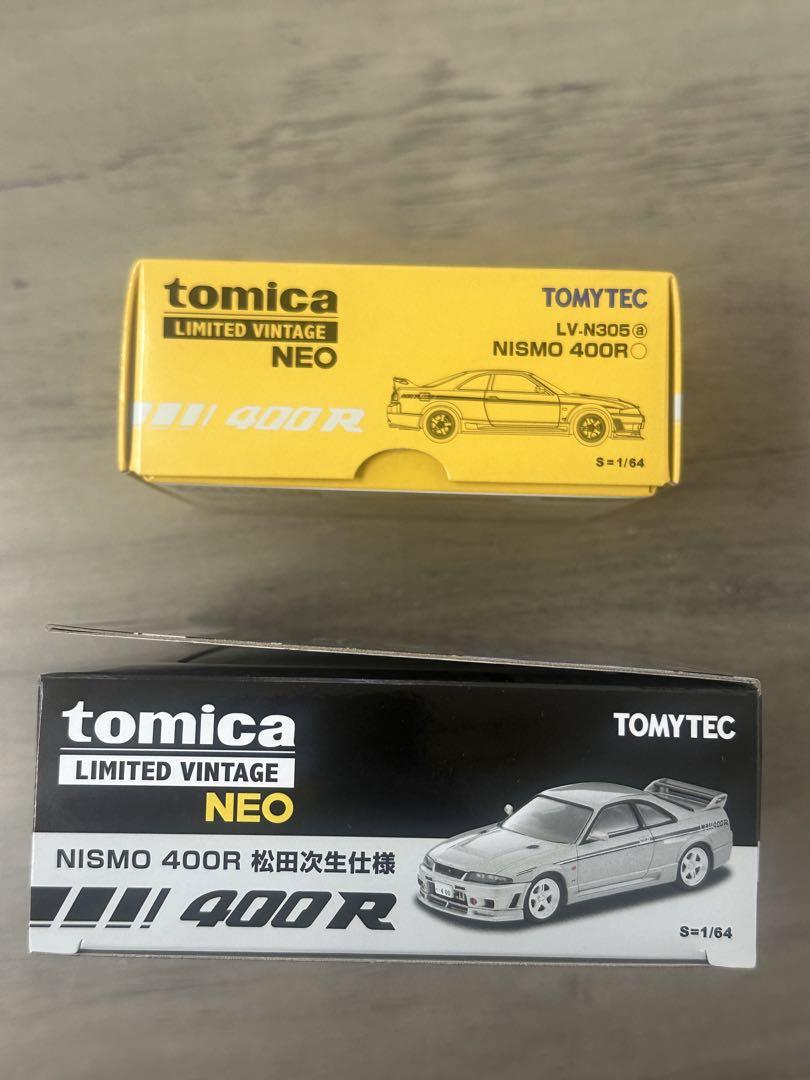 tomica
LIMITED VINTAGE
NEO
TOMYTEC
LV-N305ⓐ
NISMO 400R○
400R
S=1/64
tomica
LIMITED VINTAGE
NEO
TOMYTEC
NISMO 400R 松田次生仕様
400R
S=1/64